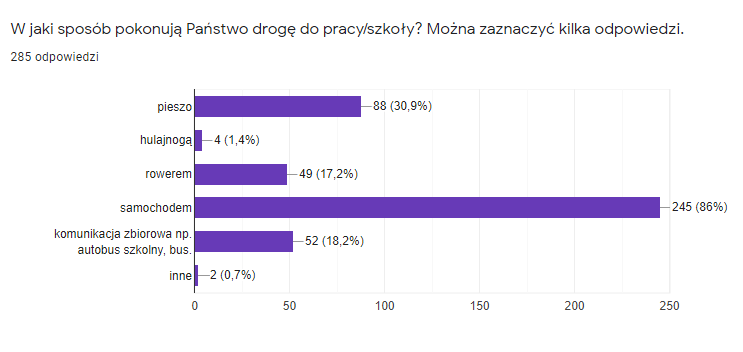 W jaki sposób pokonują Państwo drogę do pracy/szkoły? Można zaznaczyć kilka odpowiedzi.
285 odpowiedzi
pieszo 88 (30,9%)
hulajnogą 4 (1,4%)
rowerem 49 (17,2%)
samochodem 245 (86%)
komunikacja zbiorowa np.
autobus szkolny, bus. 52 (18,2%)
inne 2 (0,7%)
0 50 100 150 200 250